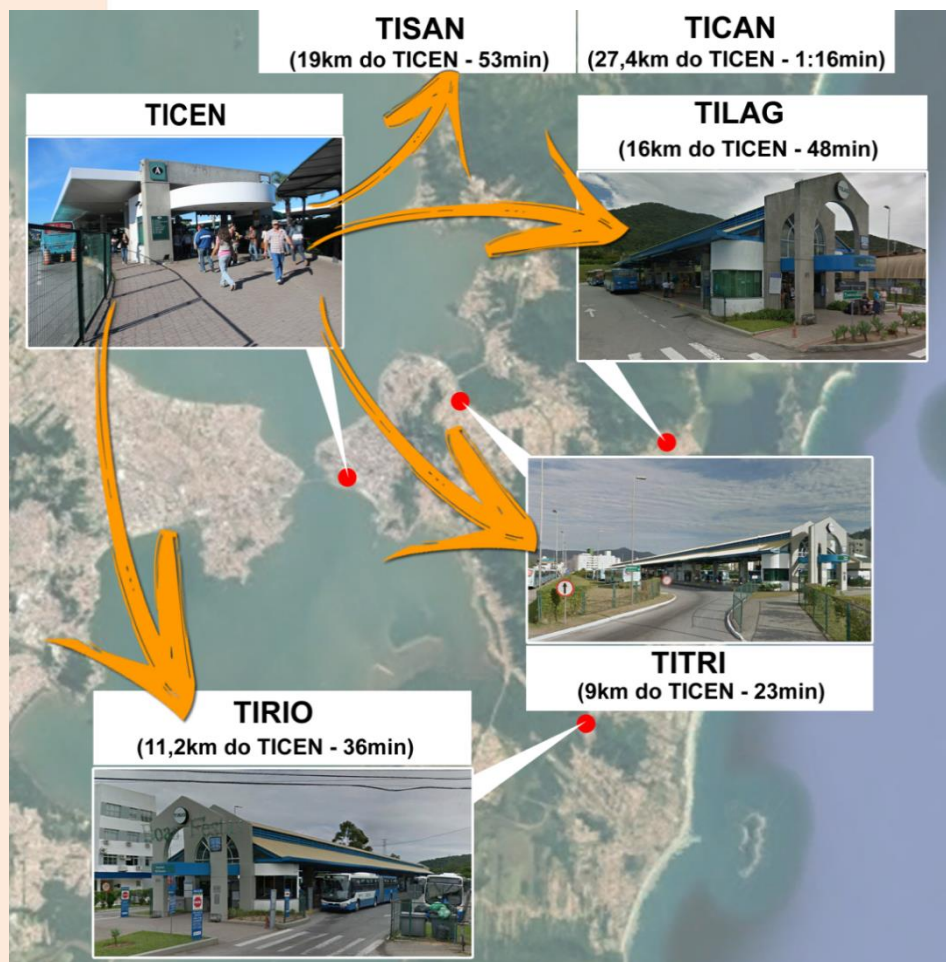 TISAN
(19km do TICEN - 53min)
TICAN
(27,4km do TICEN - 1:16min)
TICEN
TILAG
(16km do TICEN - 48min)
A
TITRI
(9km do TICEN - 23min)
TIRIO
(11,2km do TICEN - 36min)